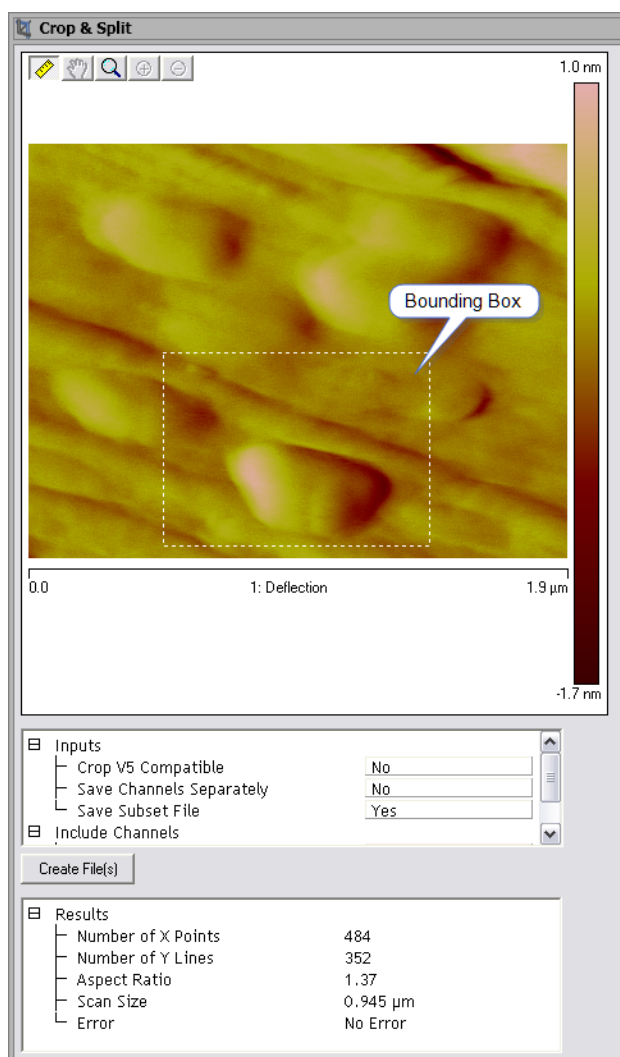 Crop & Split
1.0 nm
Bounding Box
0.0 1: Deflection 1.9 µm
-1.7 nm
Inputs
Crop V5 Compatible No
Save Channels Separately No
Save Subset File Yes
Include Channels
Create File(s)
Results
Number of X Points 484
Number of Y Lines 352
Aspect Ratio 1.37
Scan Size 0.945 µm
Error No Error